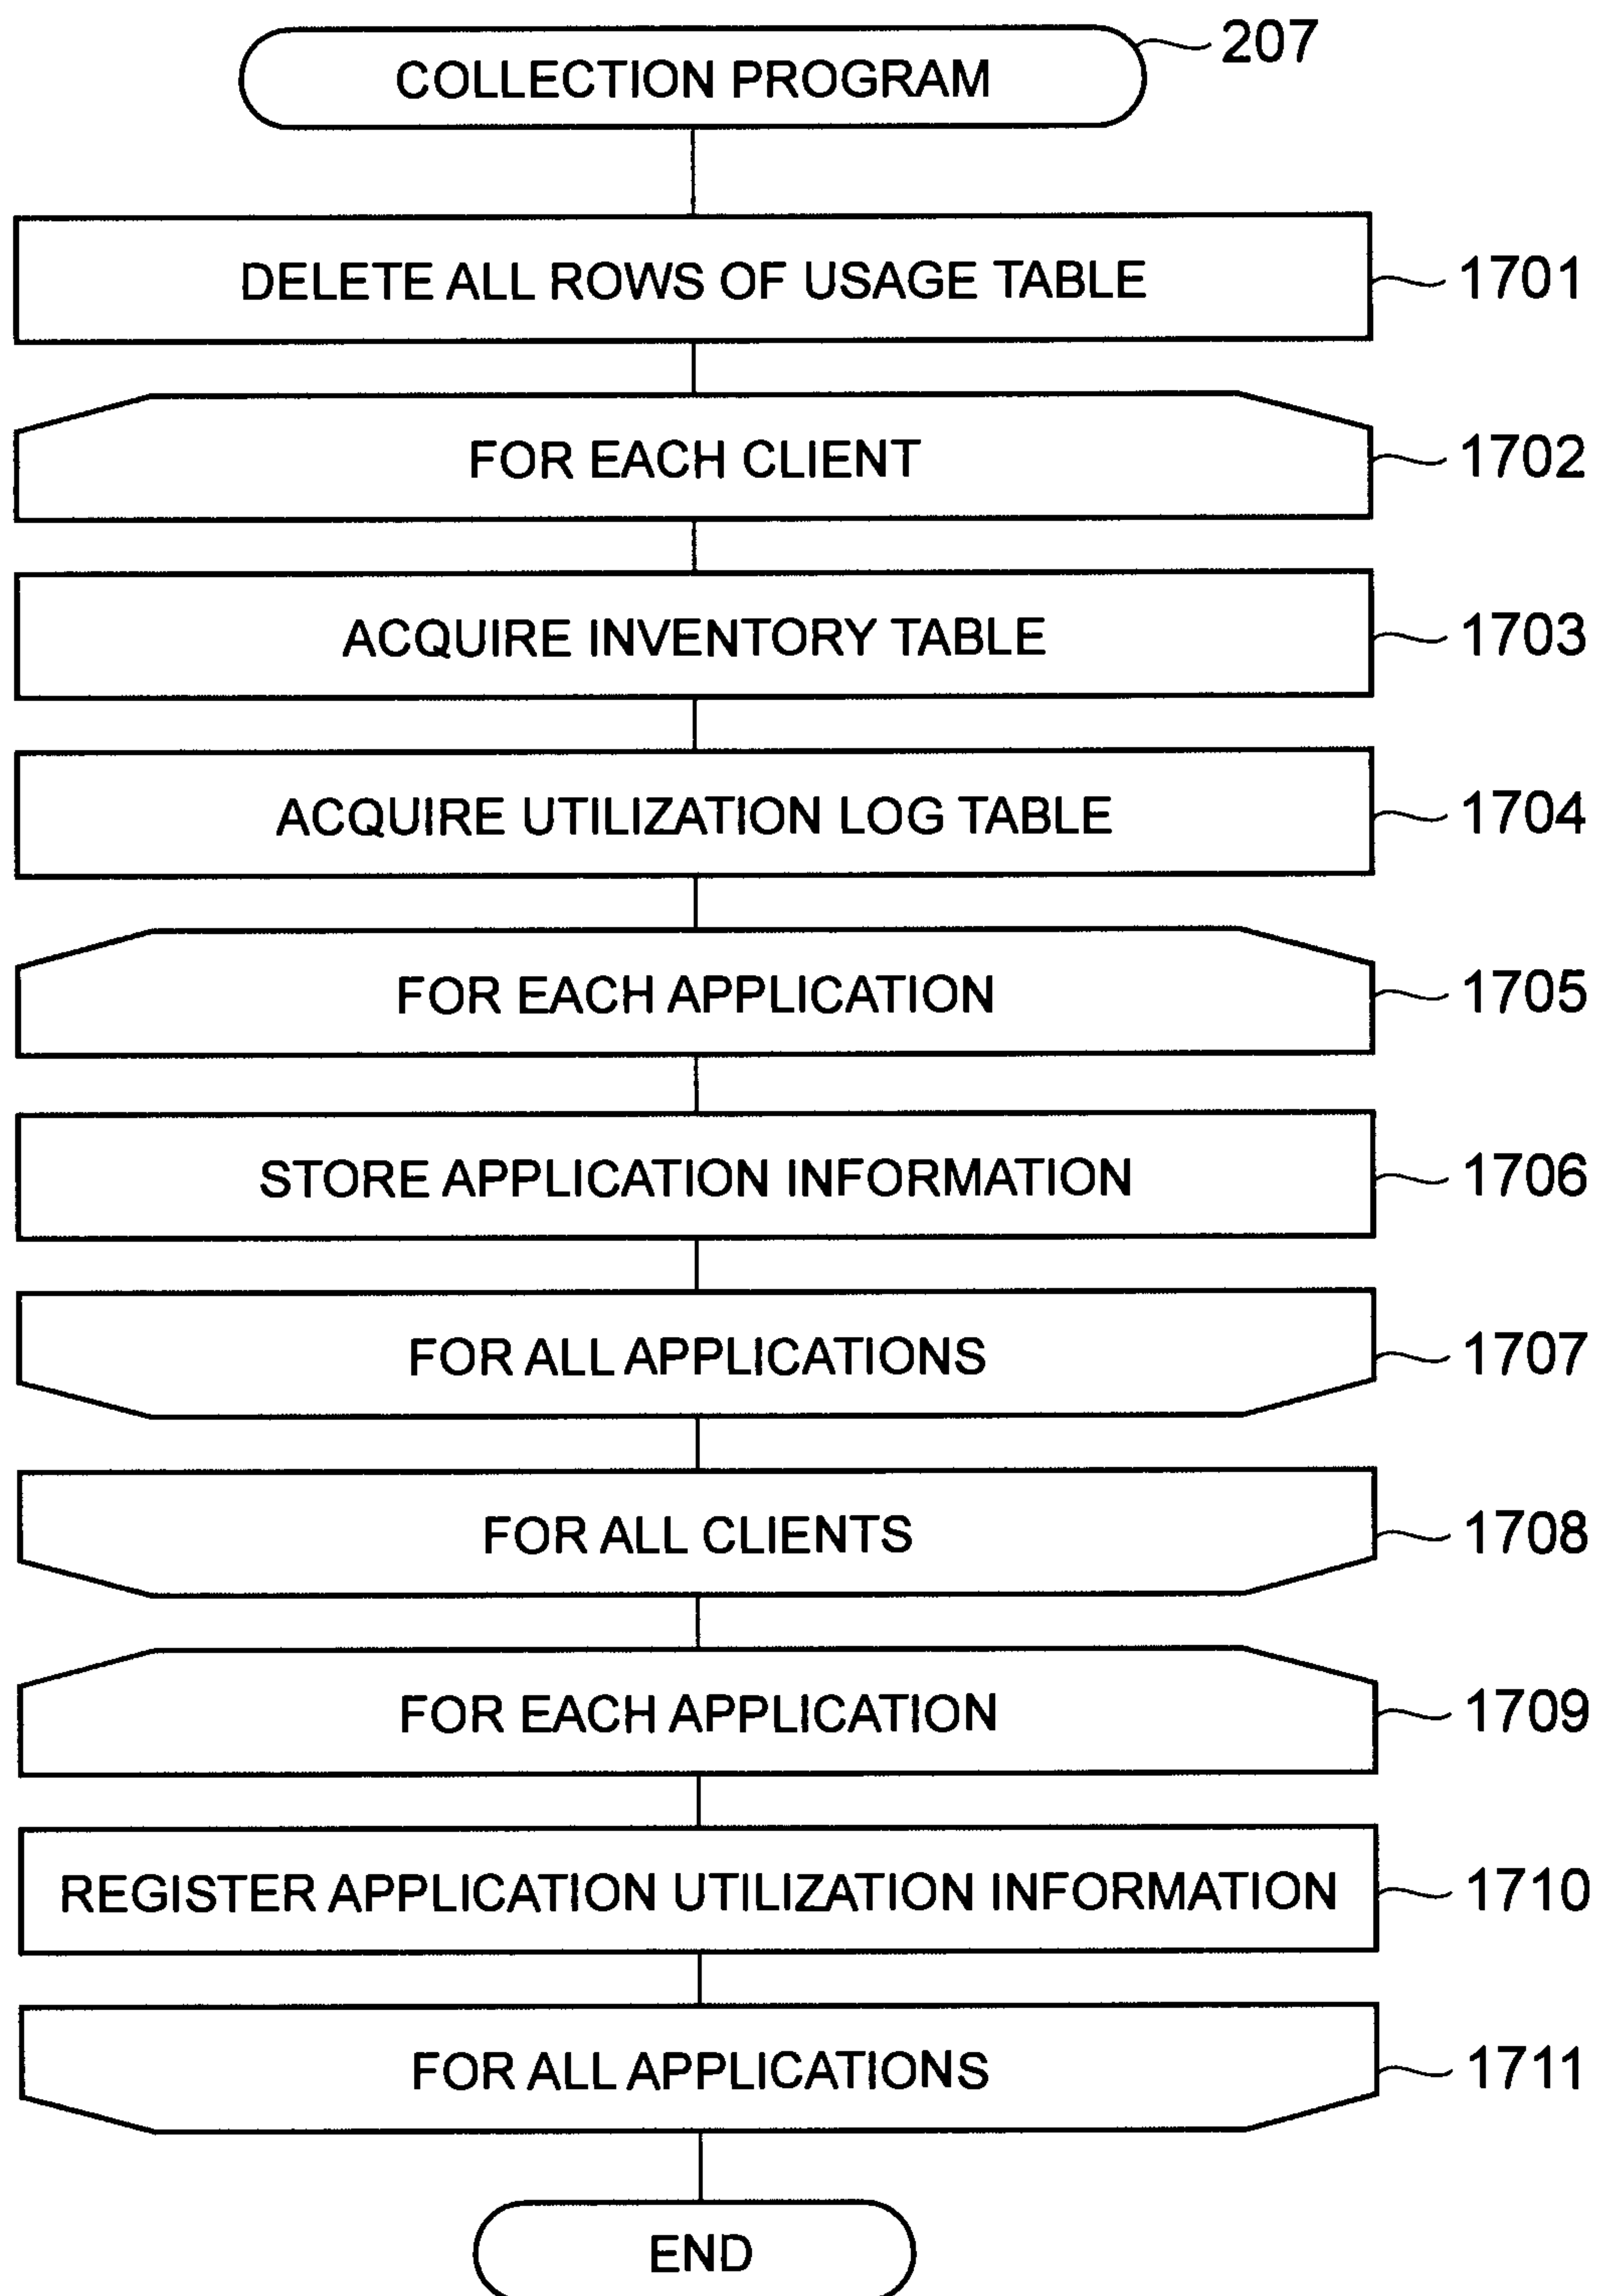 207
COLLECTION PROGRAM
DELETE ALL ROWS OF USAGE TABLE
1701
FOR EACH CLIENT
1702
ACQUIRE INVENTORY TABLE
1703
ACQUIRE UTILIZATION LOG TABLE
1704
FOR EACH APPLICATION
1705
STORE APPLICATION INFORMATION
1706
FOR ALL APPLICATIONS
1707
FOR ALL CLIENTS
1708
FOR EACH APPLICATION
1709
REGISTER APPLICATION UTILIZATION INFORMATION
1710
FOR ALL APPLICATIONS
1711
END